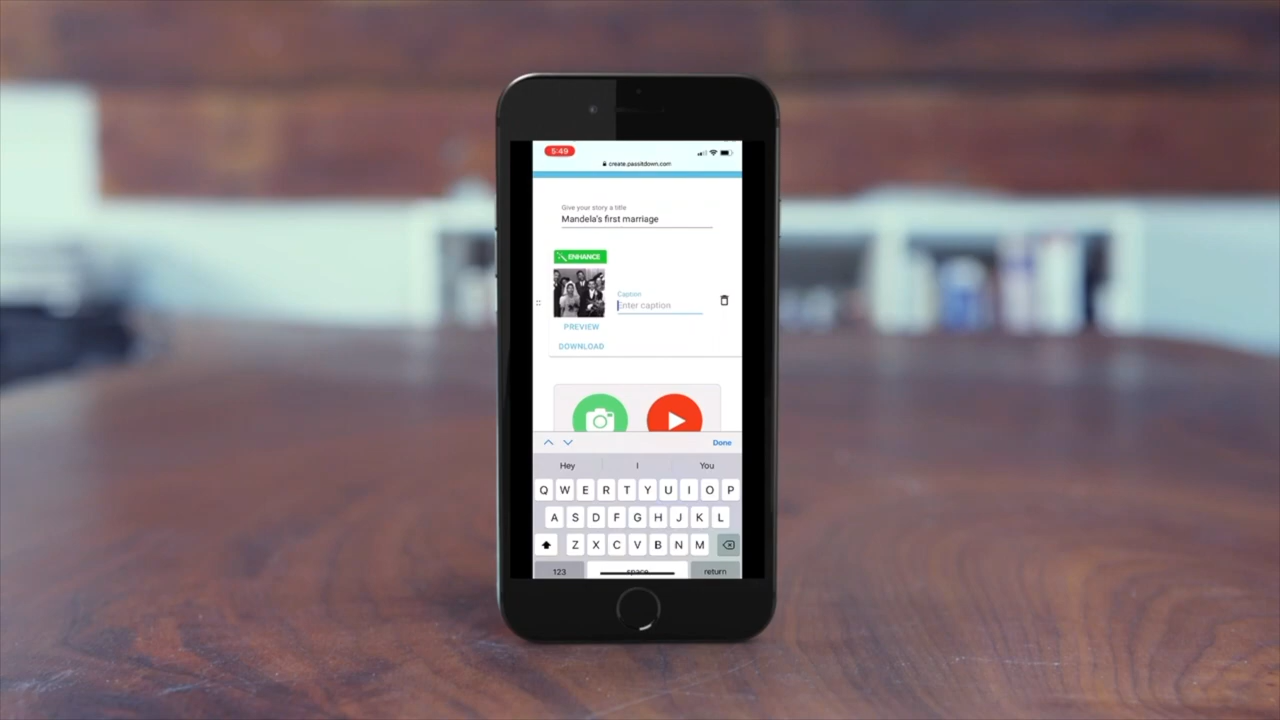 5:49
create.passitdown.com
Give your story a title
Mandela's first marriage
ENHANCE
Caption
Enter caption
PREVIEW
DOWNLOAD
Done
Hey I You
Q W E R T Y U I O P
A S D F G H J K L
Z X C V B N M
123 space return